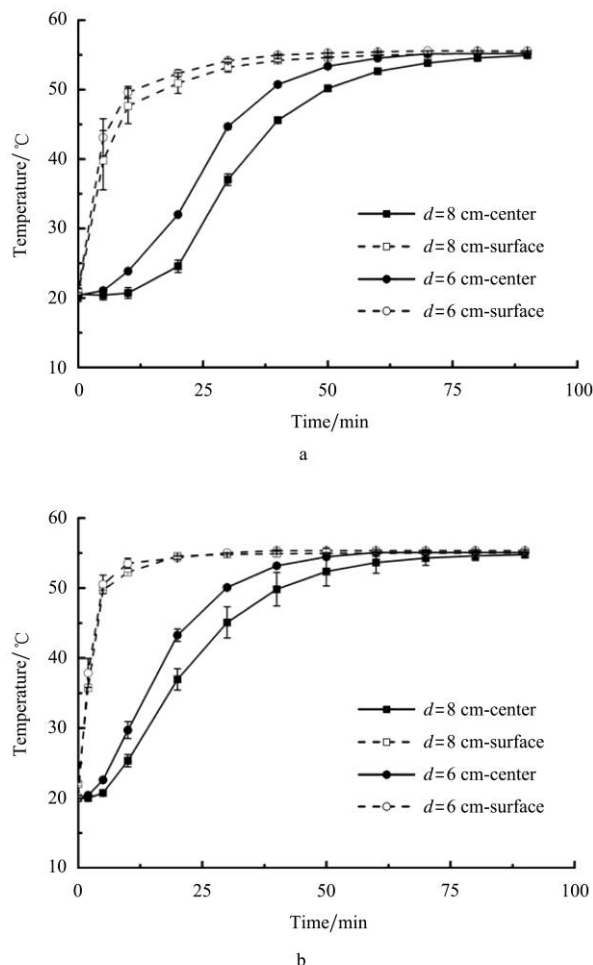 60
50
40
30
20
10
Temperature/℃
d=8 cm-center
d=8 cm-surface
d=6 cm-center
d=6 cm-surface
0 25 50 75 100
Time/min
a
60
50
40
30
20
10
Temperature/℃
d=8 cm-center
d=8 cm-surface
d=6 cm-center
d=6 cm-surface
0 25 50 75 100
Time/min
b